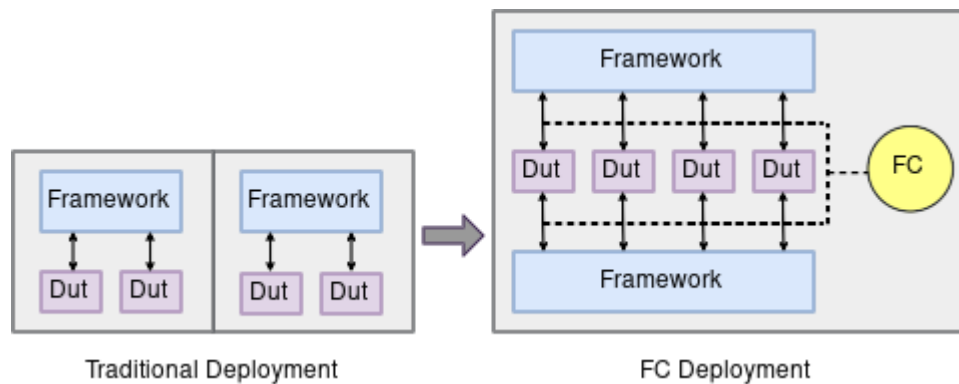 Framework
Framework
Dut
Dut
Dut
Dut
Traditional Deployment
Framework
Dut
Dut
Dut
Dut
FC
Framework
FC Deployment